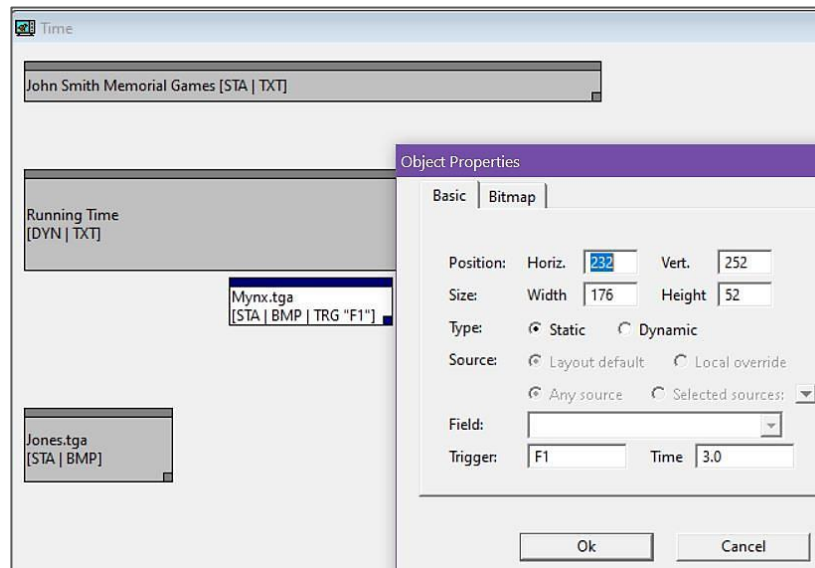 Time
John Smith Memorial Games [STA | TXT]
Object Properties
Basic Bitmap
Running Time
[DYN | TXT]
Position: Horiz. 232 Vert. 252
Mynx.tga
[STA | BMP | TRG "F1"]
Size: Width 176 Height 52
Type: Static Dynamic
Source: Layout default Local override
Any source Selected sources:
Field:
Jones.tga
[STA | BMP]
Trigger: F1 Time 3.0
Ok Cancel